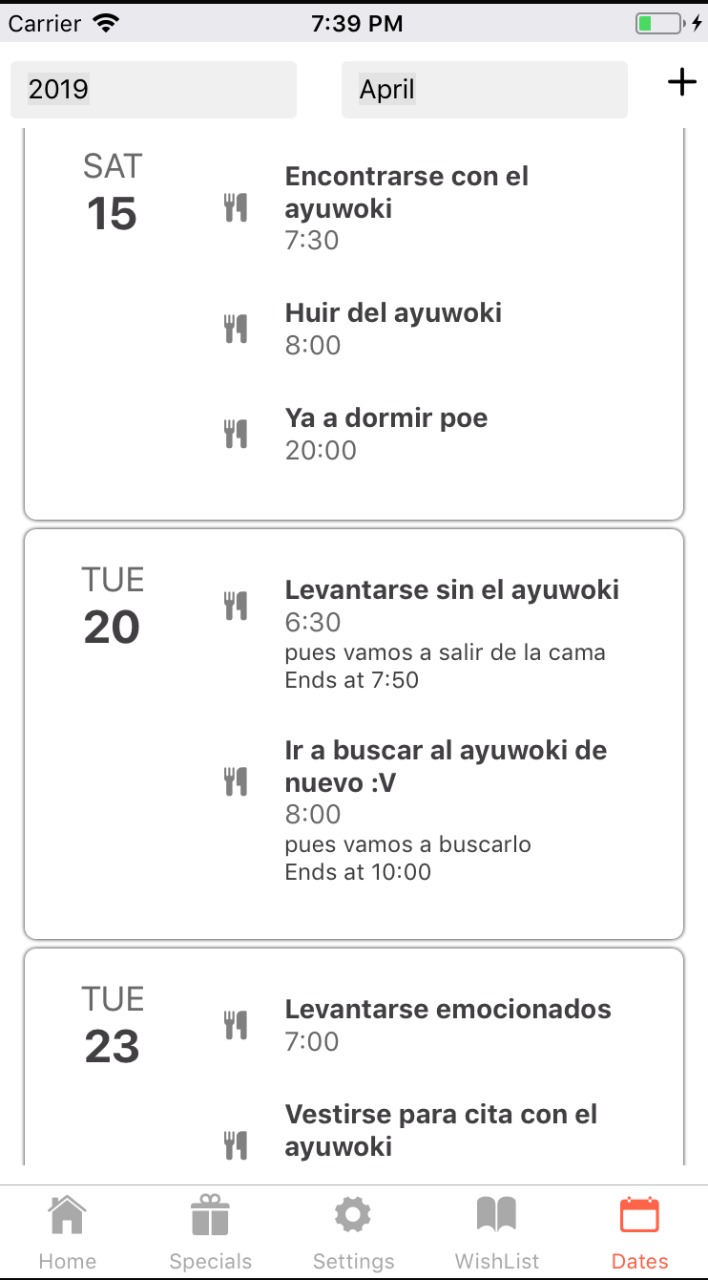 Carrier 7:39 PM
2019 April +
SAT
15
Encontrarse con el
ayuwoki
7:30
Huir del ayuwoki
8:00
Ya a dormir poe
20:00
TUE
20
Levantarse sin el ayuwoki
6:30
pues vamos a salir de la cama
Ends at 7:50
Ir a buscar al ayuwoki de
nuevo :V
8:00
pues vamos a buscarlo
Ends at 10:00
TUE
23
Levantarse emocionados
7:00
Vestirse para cita con el
ayuwoki
Home Specials Settings WishList Dates